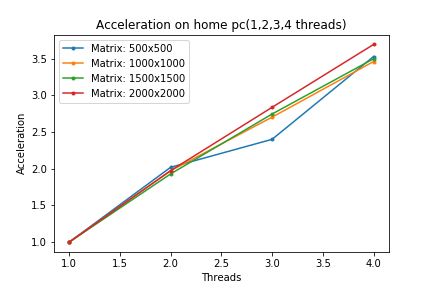 Acceleration on home pc(1,2,3,4 threads)
Matrix: 500x500
Matrix: 1000x1000
Matrix: 1500x1500
Matrix: 2000x2000
3.5
3.0
2.5
2.0
1.5
1.0
Acceleration
1.0 1.5 2.0 2.5 3.0 3.5 4.0
Threads